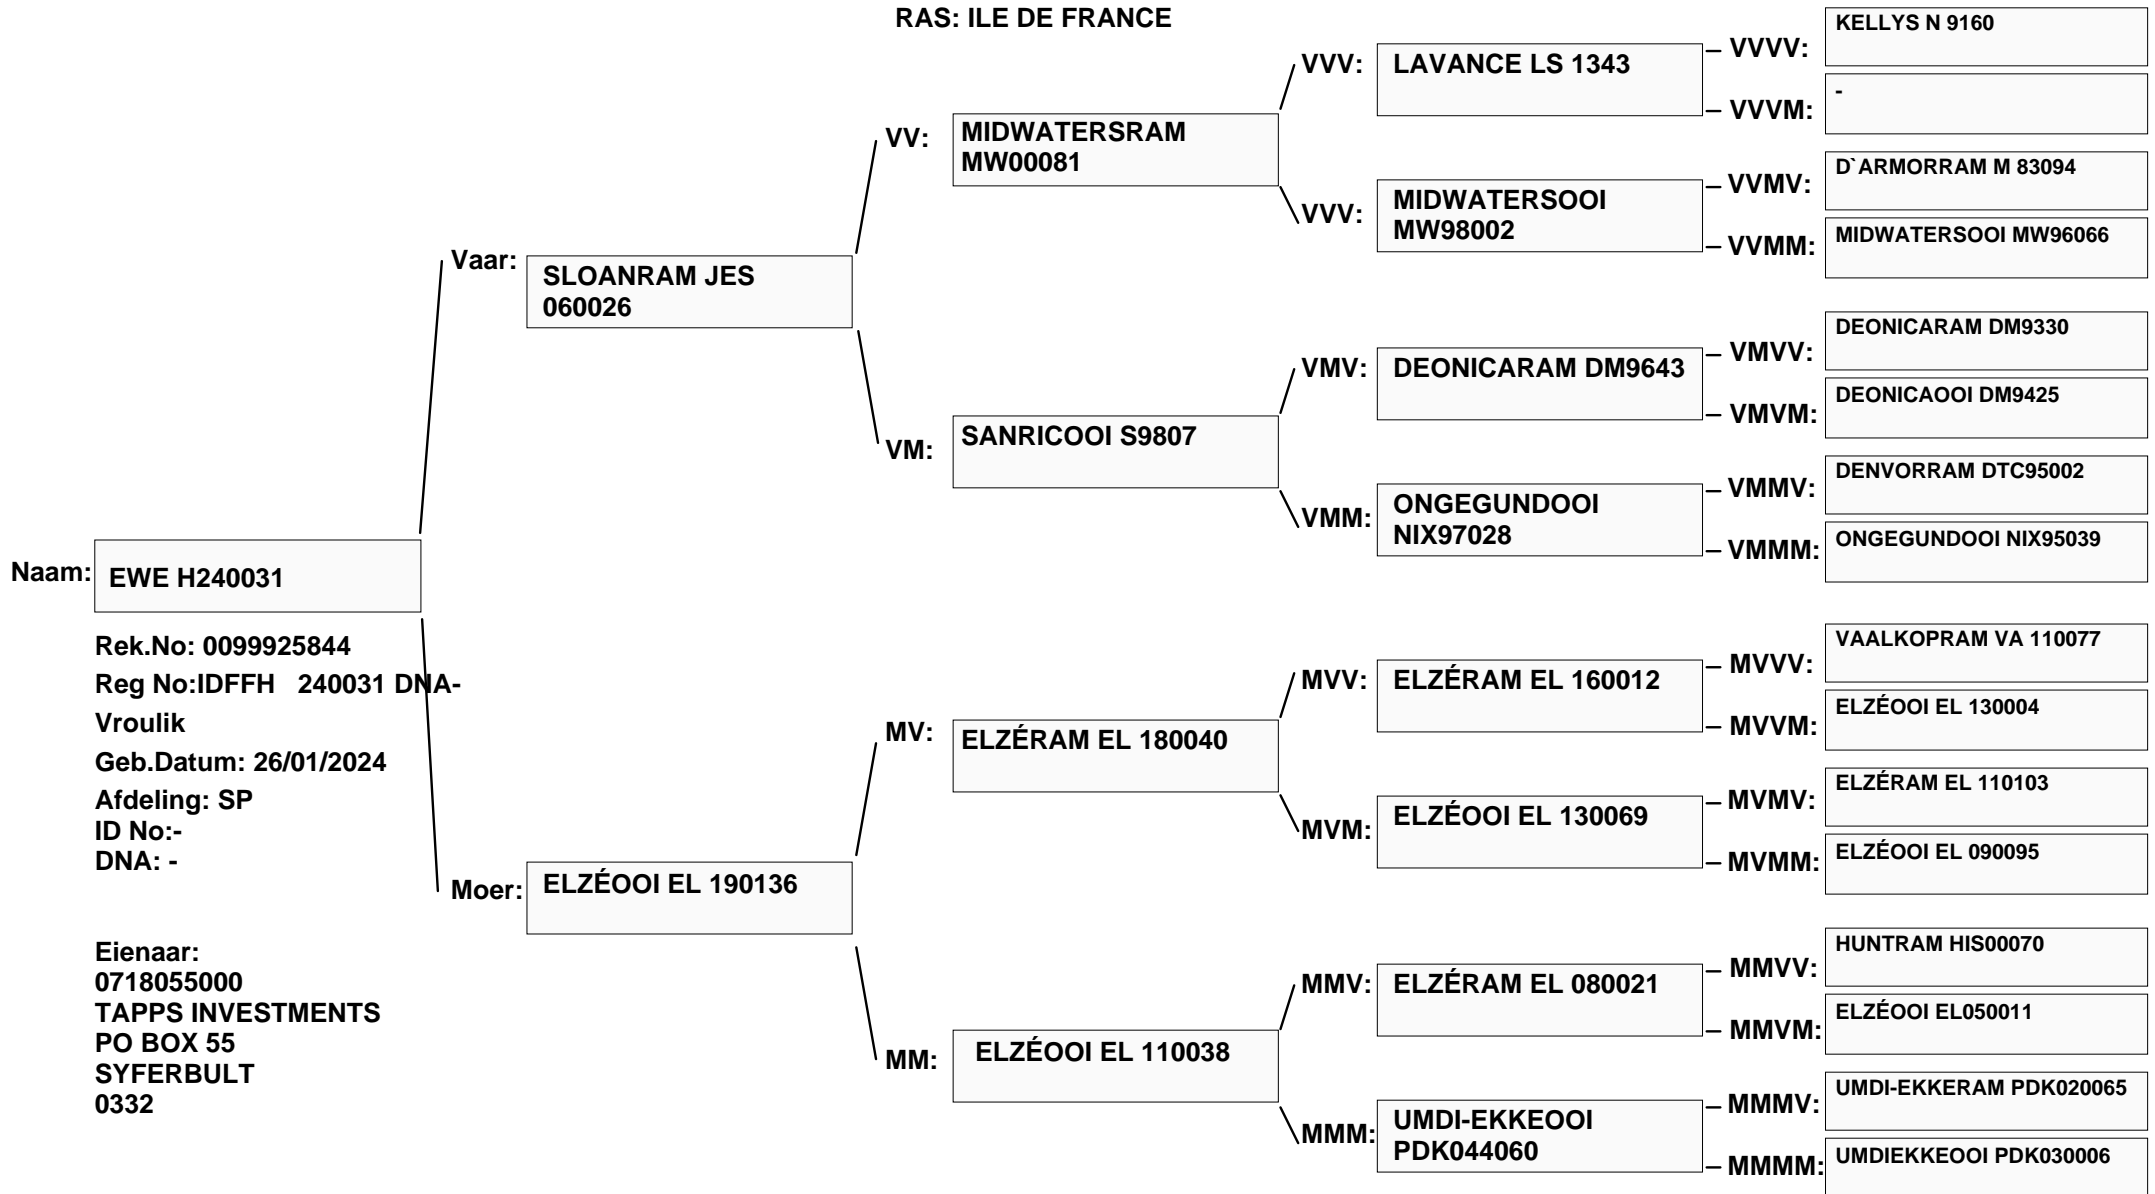 RAS: ILE DE FRANCE
Naam:
EWE H240031
Rek.No: 0099925844
Reg No:IDFFH   240031 DNA-
Vroulik
Geb.Datum: 26/01/2024
Afdeling: SP
ID No:-
DNA: -
Eienaar:
0718055000
TAPPS INVESTMENTS
PO BOX 55
SYFERBULT
0332
Vaar:
SLOANRAM JES
060026
Moer:
ELZÉOOI EL 190136
VV:
MIDWATERSRAM
MW00081
VM:
SANRICOOI S9807
MV:
ELZÉRAM EL 180040
MM:
ELZÉOOI EL 110038
VVV:
LAVANCE LS 1343
VVV:
MIDWATERSOOI
MW98002
VMV:
DEONICARAM DM9643
VMM:
ONGEGUNDOOI
NIX97028
MVV:
ELZÉRAM EL 160012
MVM:
ELZÉOOI EL 130069
MMV:
ELZÉRAM EL 080021
MMM:
UMDI-EKKEOOI
PDK044060
VVVV:
KELLYS N 9160
VVVM:
-
VVMV:
D`ARMORRAM M 83094
VVMM:
MIDWATERSOOI MW96066
VMVV:
DEONICARAM DM9330
VMVM:
DEONICAOOI DM9425
VMMV:
DENVORRAM DTC95002
VMMM:
ONGEGUNDOOI NIX95039
MVVV:
VAALKOPRAM VA 110077
MVVM:
ELZÉOOI EL 130004
MVMV:
ELZÉRAM EL 110103
MVMM:
ELZÉOOI EL 090095
MMVV:
HUNTRAM HIS00070
MMVM:
ELZÉOOI EL050011
MMMV:
UMDI-EKKERAM PDK020065
MMMM:
UMDIEKKEOOI PDK030006